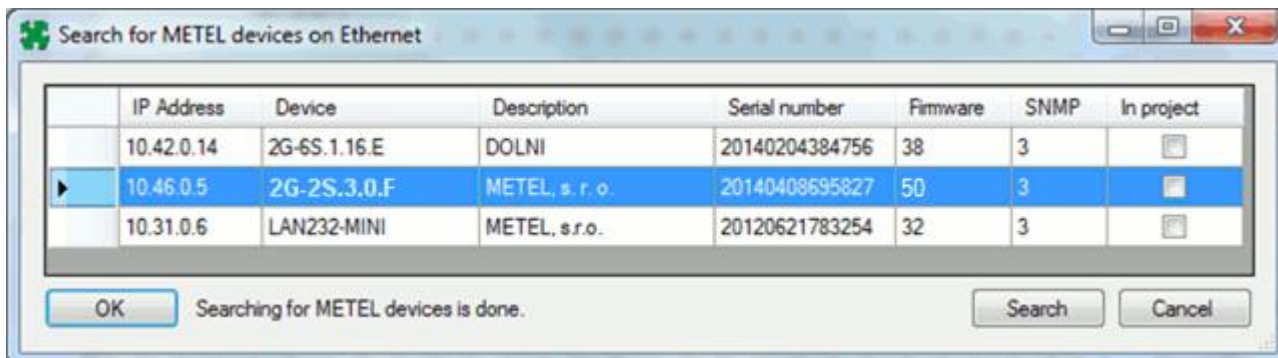 Search for METEL devices on Ethernet
IP Address Device Description Serial number Firmware SNMP In project
10.42.0.14 2G-6S.1.16.E DOLNI 20140204384756 38 3
10.46.0.5 2G-2S.3.0.F METEL, s. r. o. 20140408695827 50 3
10.31.0.6 LAN232-MINI METEL, s.r.o. 20120621783254 32 3
OK Searching for METEL devices is done. Search Cancel